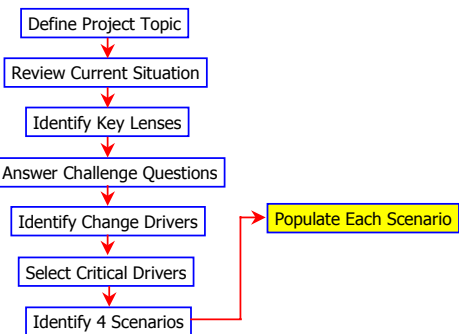 Define Project Topic
Review Current Situation
Identify Key Lenses
Answer Challenge Questions
Identify Change Drivers
Populate Each Scenario
Select Critical Drivers
Identify 4 Scenarios